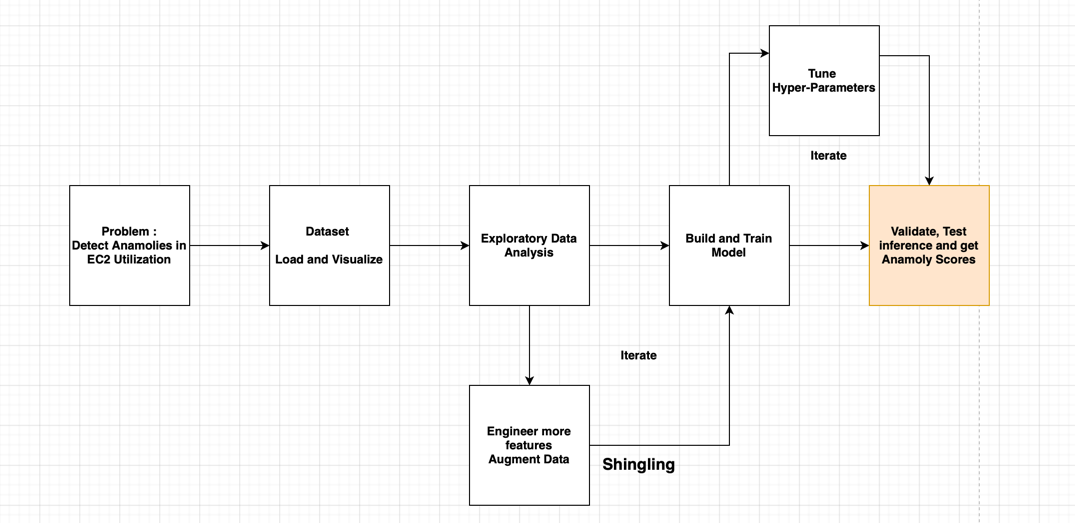 Tune
Hyper-Parameters
Iterate
Problem :
Detect Anamolies in
EC2 Utilization
Dataset
Load and Visualize
Exploratory Data
Analysis
Build and Train
Model
Validate, Test
inference and get
Anamoly Scores
Iterate
Engineer more
features
Augment Data
Shingling